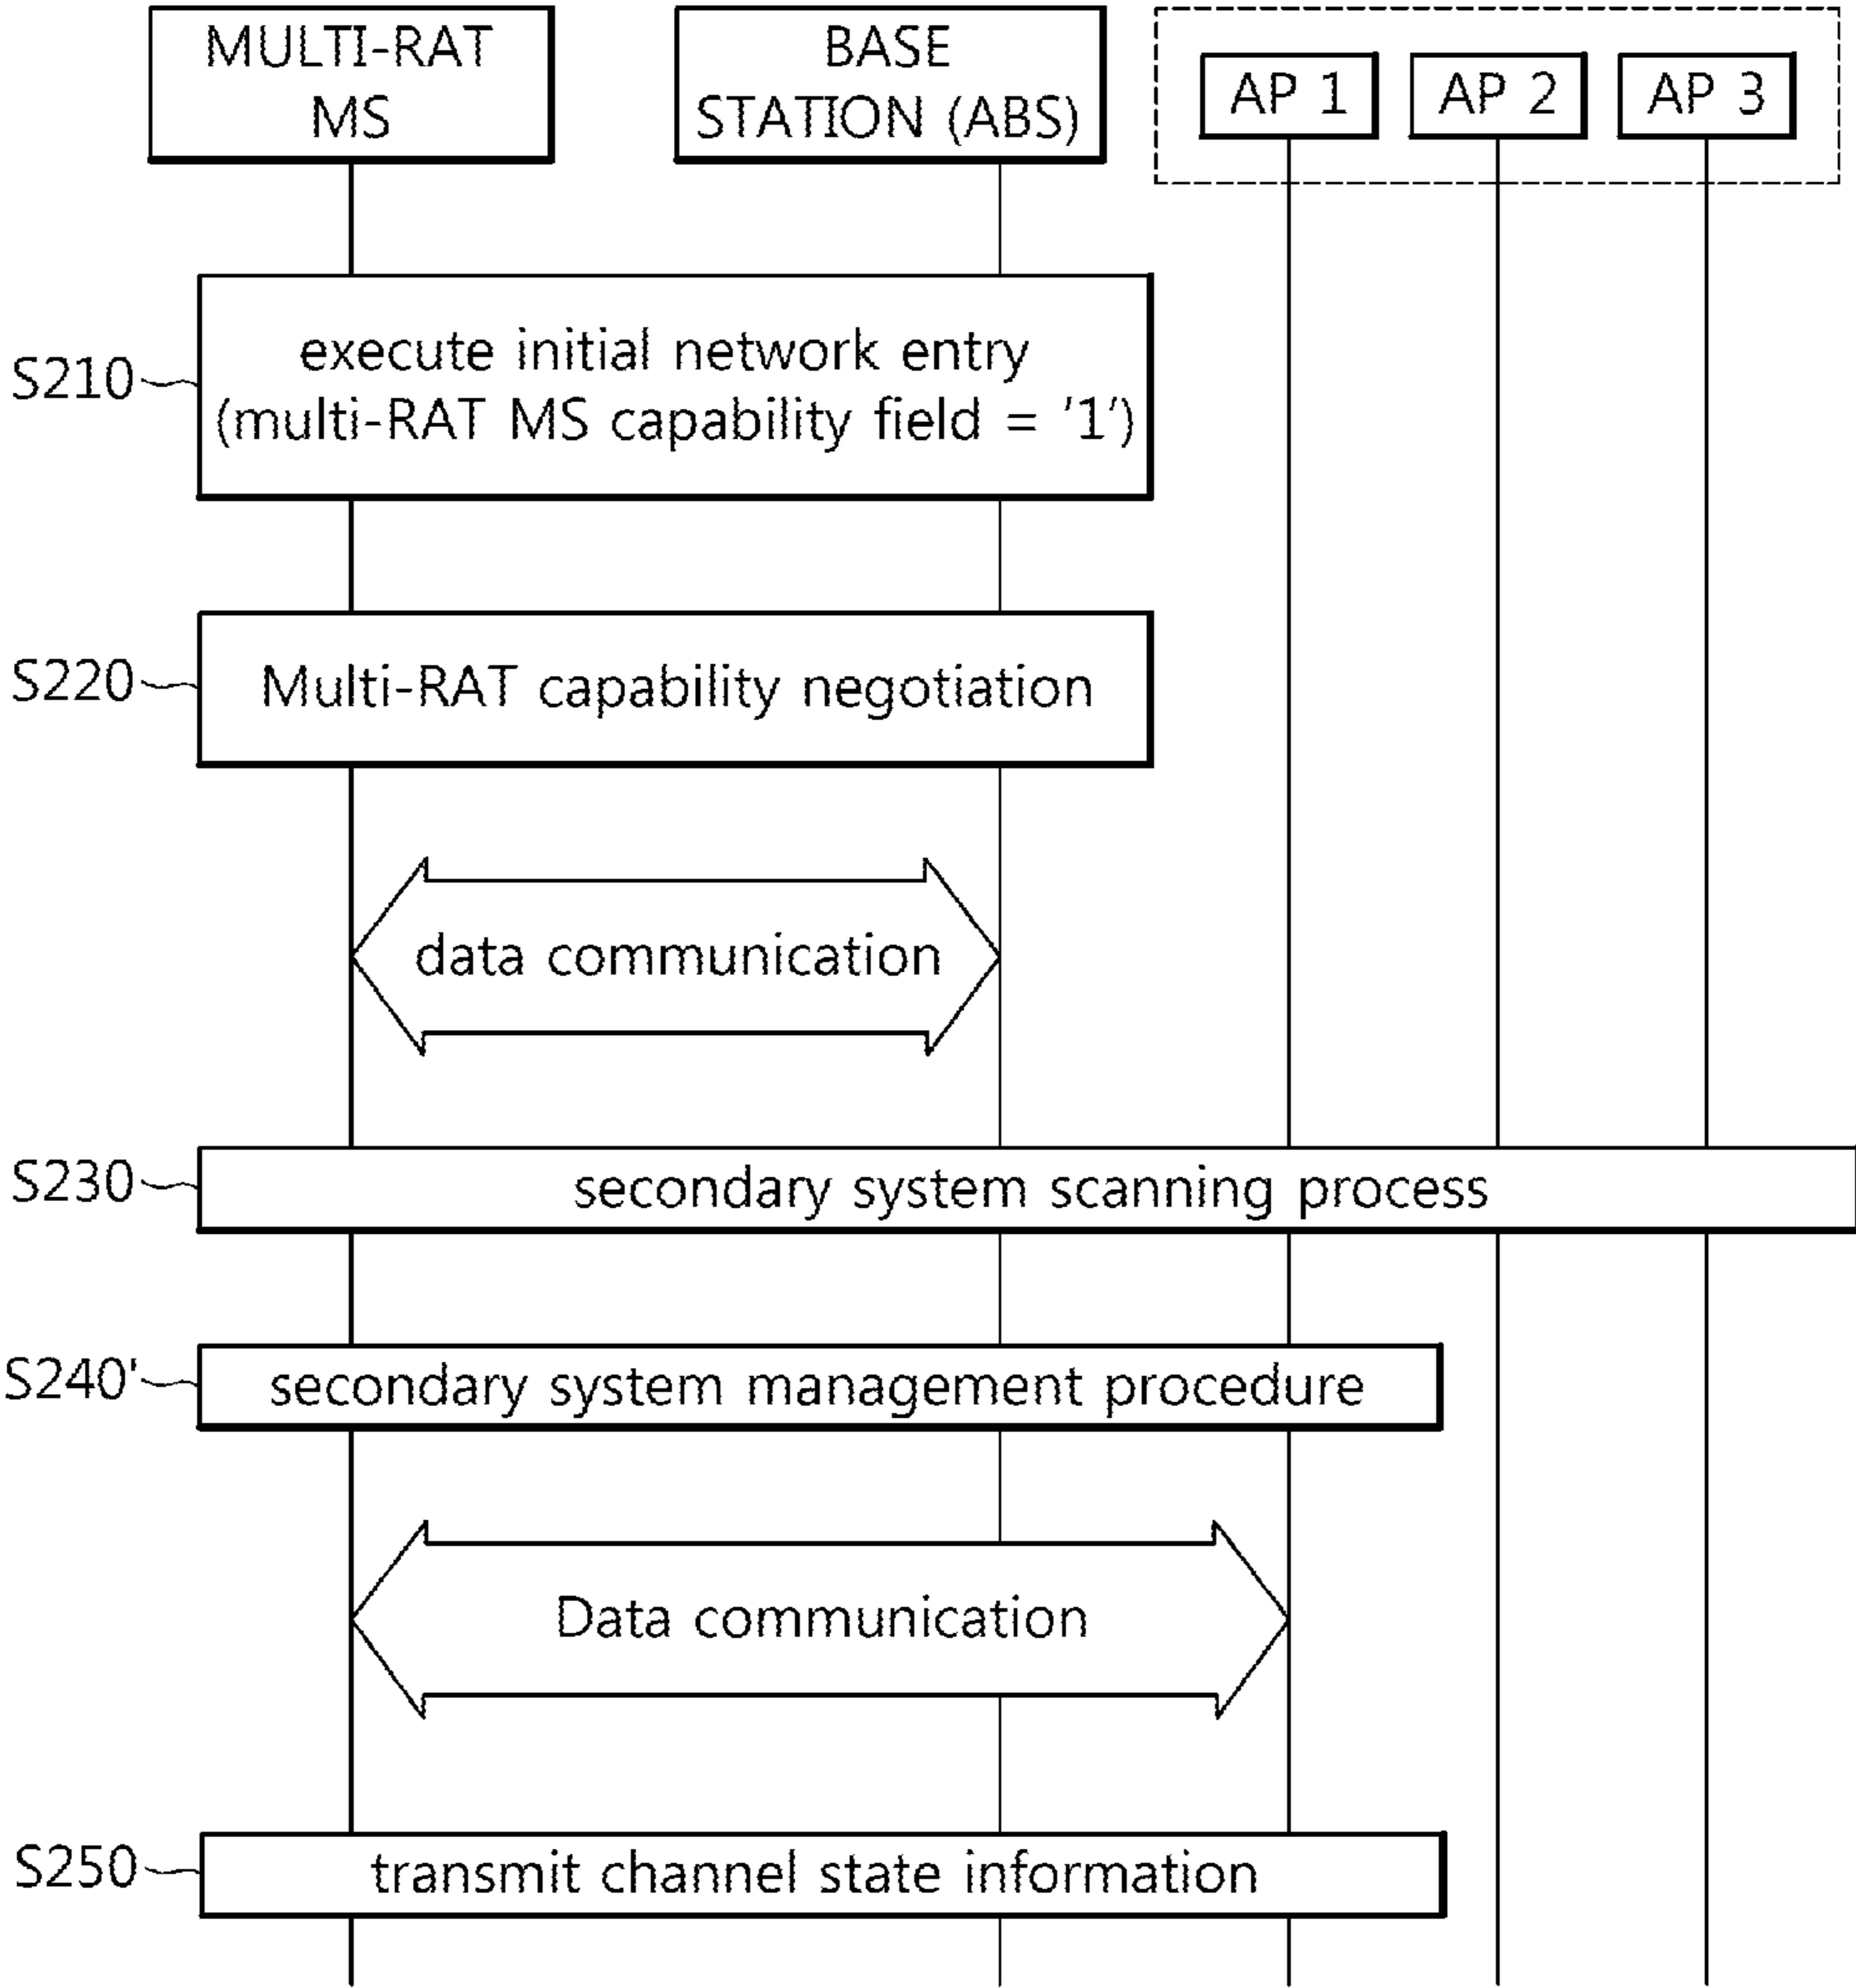 MULTI-RAT
MS
BASE
STATION (ABS)
AP 1
AP 2
AP 3
S210
execute initial network entry
(multi-RAT MS capability field = '1')
S220
Multi-RAT capability negotiation
data communication
S230
secondary system scanning process
S240'
secondary system management procedure
Data communication
S250
transmit channel state information